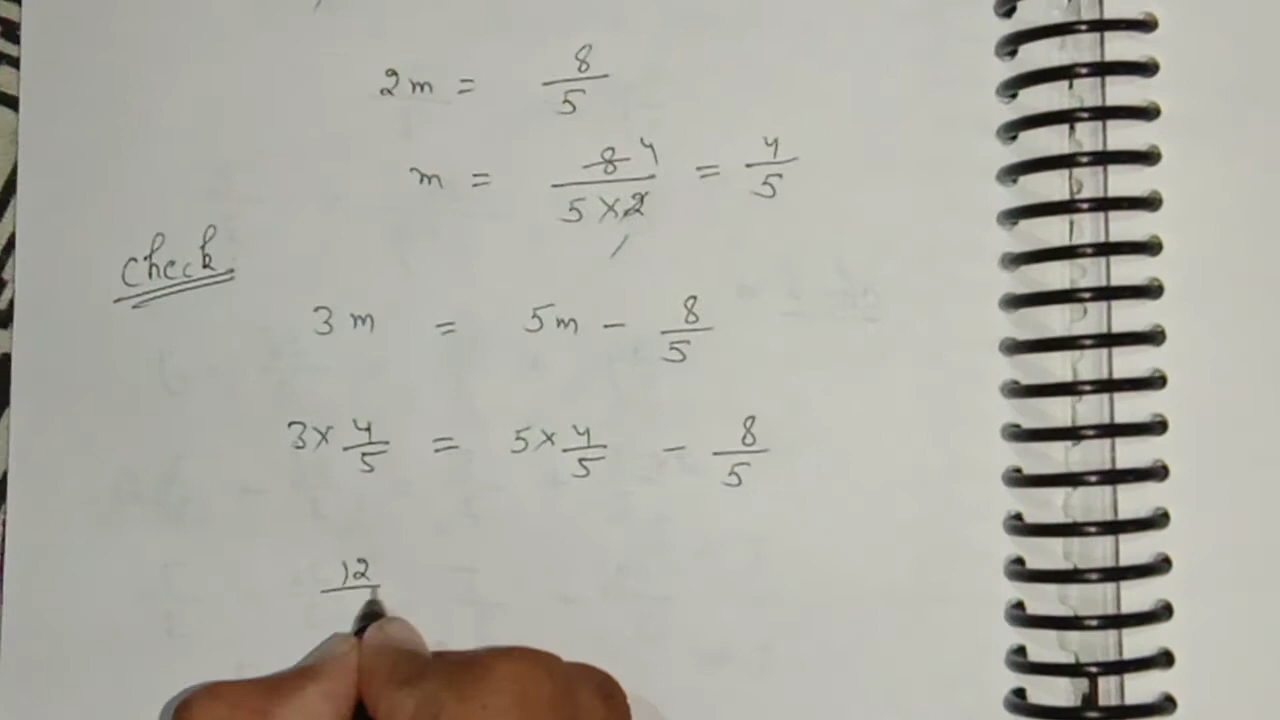 2m = 8/5
m = 8 4/5×2 = 4/5
Check
3m = 5m - 8/5
3× 4/5 = 5× 4/5 - 8/5
12